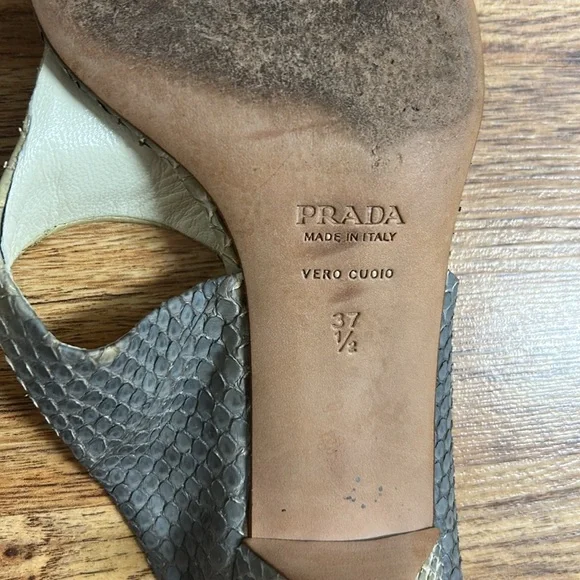 PRADA
MADE IN ITALY
VERO CUOIO
37
½